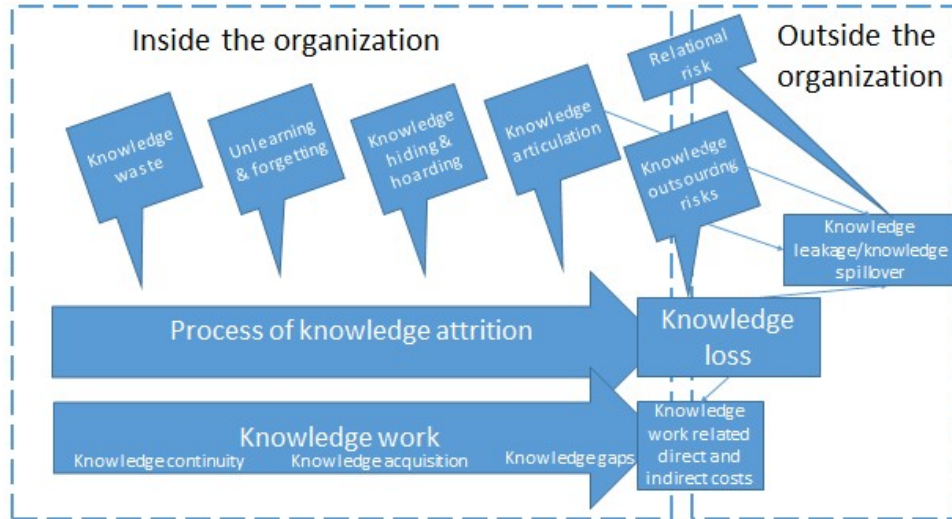 Inside the organization
Outside the
organization
Relational
risk
Knowledge
waste
Unlearning
& forgetting
Knowledge
hiding &
hoarding
Knowledge
articulation
Knowledge
outsourcing
risks
Knowledge
leakage/knowledge
spillover
Process of knowledge attrition
Knowledge
loss
Knowledge work
Knowledge continuity
Knowledge acquisition
Knowledge gaps
Knowledge
work related
direct and
indirect costs